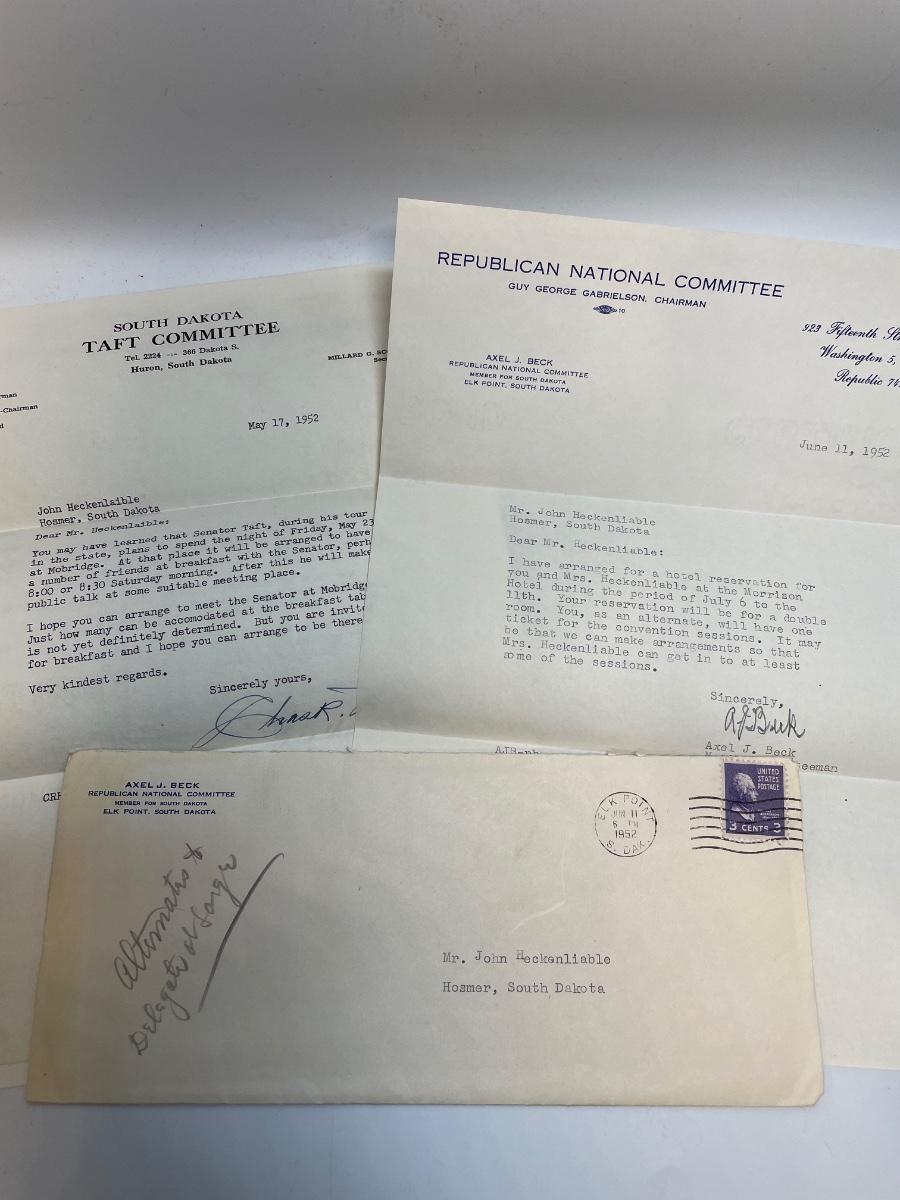 SOUTH DAKOTA
TAFT COMMITTEE
Tel. 2224 -:- 366 Dakota S.
Huron, South Dakota
MILLARD G.
-Chairman
May 17, 1952
John Heckenlaible
Hosmer, South Dakota
Dear Mr. Heckenlaible:
You may have learned that Senator Taft, during his tour
in the state, plans to spend the night of Friday, May 23
at Mobridge. At that place it will be arranged to have
a number of friends at breakfast with the Senator, perh
8:00 or 8:30 Saturday morning. After this he will make
public talk at some suitable meeting place.
I hope you can arrange to meet the Senator at Mobridge
Just how many can be accomodated at the breakfast tab
is not yet definitely determined. But you are invite
for breakfast and I hope you can arrange to be there
Very kindest regards.
Sincerely yours,
REPUBLICAN NATIONAL COMMITTEE
GUY GEORGE GABRIELSON, CHAIRMAN
10
923 Fifteenth St
Washington 5,
Republic 74
AXEL J. BECK
REPUBLICAN NATIONAL COMMITTEE
MEMBER FOR SOUTH DAKOTA
ELK POINT, SOUTH DAKOTA
June 11, 1952
Mr. John Heckenliable
Hosmer, South Dakota
Dear Mr. Heckenliable:
I have arranged for a hotel reservation for
you and Mrs. Heckenliable at the Morrison
Hotel during the period of July 6 to the
11th. Your reservation will be for a double
room. You, as an alternate, will have one
ticket for the convention sessions. It may
be that we can make arrangements so that
Mrs. Heckenliable can get in to at least
some of the sessions.
Sincerely,
AJBeck
Axel J. Beck
eeman
AXEL J. BECK
REPUBLICAN NATIONAL COMMITTEE
MEMBER FOR SOUTH DAKOTA
ELK POINT, SOUTH DAKOTA
ELK POINT
JUN 11
6 PM
1952
S. DAK.
UNITED
STATES
POSTAGE
3 CENTS 3
Alternates &
Delegate at Large
Mr. John Heckenliable
Hosmer, South Dakota